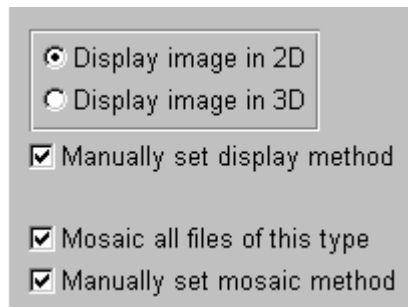 Display image in 2D
Display image in 3D
Manually set display method
Mosaic all files of this type
Manually set mosaic method